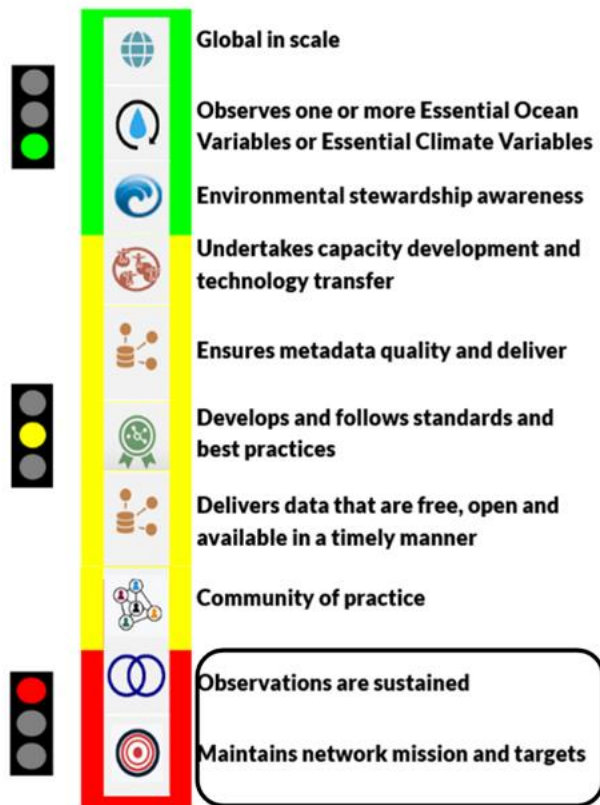 Global in scale
Observes one or more Essential Ocean
Variables or Essential Climate Variables
Environmental stewardship awareness
Undertakes capacity development and
technology transfer
Ensures metadata quality and deliver
Develops and follows standards and
best practices
Delivers data that are free, open and
available in a timely manner
Community of practice
Observations are sustained
Maintains network mission and targets